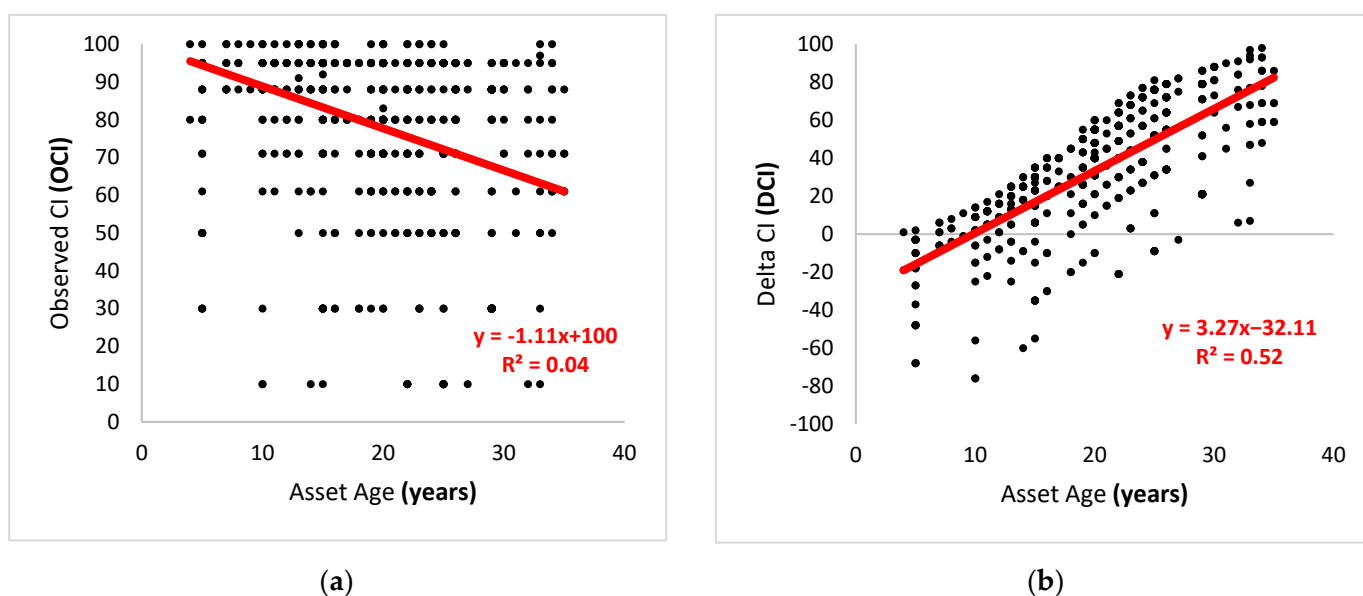 100
90
80
70
60
50
40
30
20
10
0
Observed CI (OCI)
y = -1.11x+100
R² = 0.04
0 10 20 30 40
Asset Age (years)
(a)
100
80
60
40
20
0
-20
-40
-60
-80
-100
Delta CI (DCI)
y = 3.27x–32.11
R² = 0.52
0 10 20 30 40
Asset Age (years)
(b)